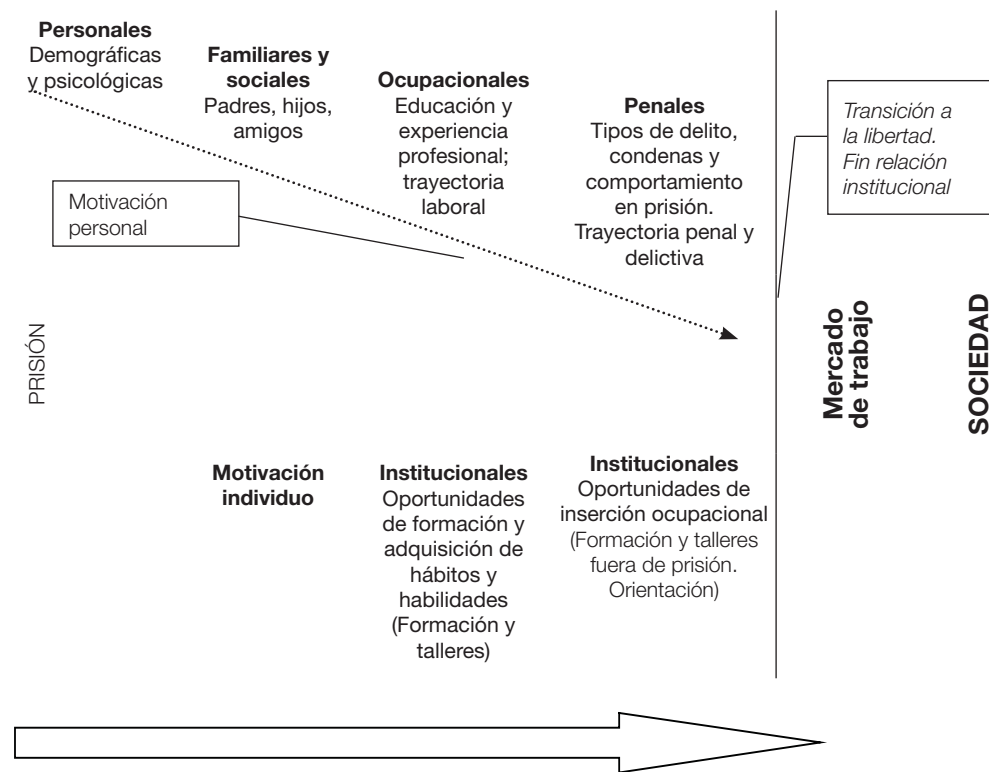 Personales
Demográficas
y psicológicas
Familiares y
sociales
Padres, hijos,
amigos
Ocupacionales
Educación y
experiencia
profesional;
trayectoria
laboral
Penales
Tipos de delito,
condenas y
comportamiento
en prisión.
Trayectoria penal y
delictiva
Transición a
la libertad.
Fin relación
institucional
Motivación
personal
PRISIÓN
Mercado
de trabajo
SOCIEDAD
Motivación
individuo
Institucionales
Oportunidades
de formación y
adquisición de
hábitos y
habilidades
(Formación y
talleres)
Institucionales
Oportunidades de
inserción ocupacional
(Formación y talleres
fuera de prisión.
Orientación)